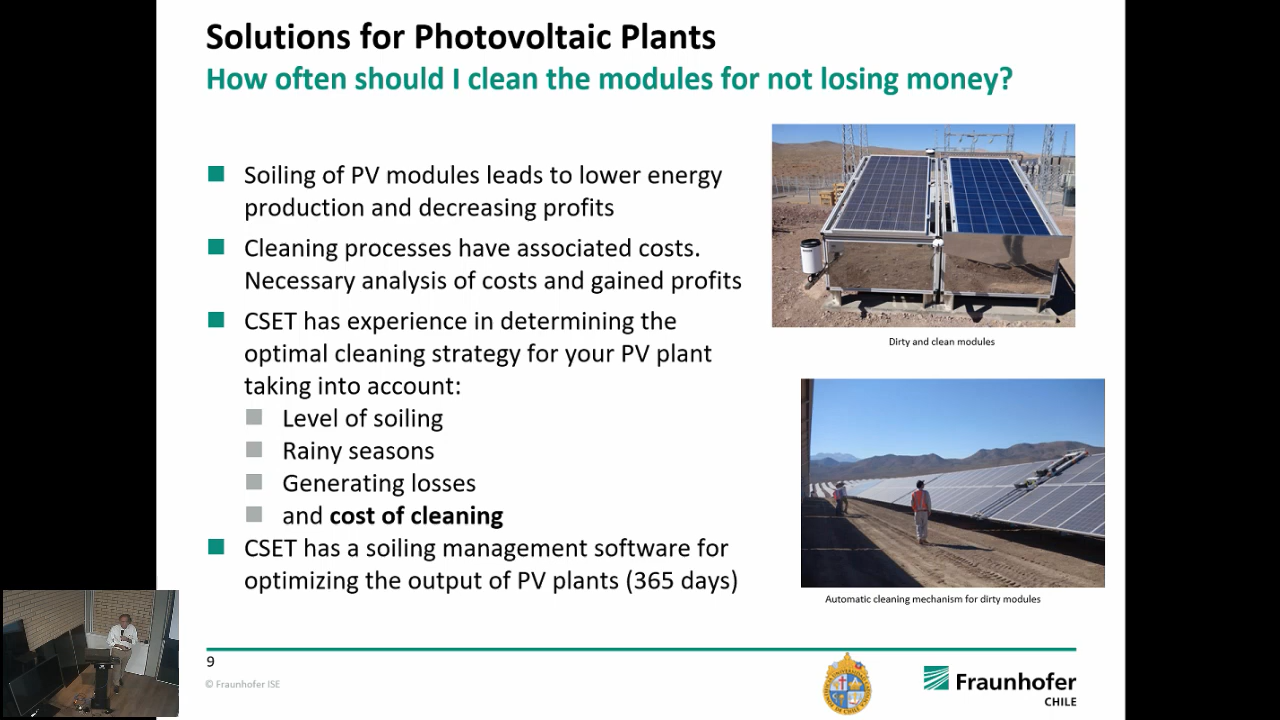 Solutions for Photovoltaic Plants
How often should I clean the modules for not losing money?
Soiling of PV modules leads to lower energy
production and decreasing profits
Cleaning processes have associated costs.
Necessary analysis of costs and gained profits
CSET has experience in determining the
optimal cleaning strategy for your PV plant
taking into account:
Level of soiling
Rainy seasons
Generating losses
and cost of cleaning
CSET has a soiling management software for
optimizing the output of PV plants (365 days)
Dirty and clean modules
Automatic cleaning mechanism for dirty modules
9
© Fraunhofer ISE
Fraunhofer
CHILE